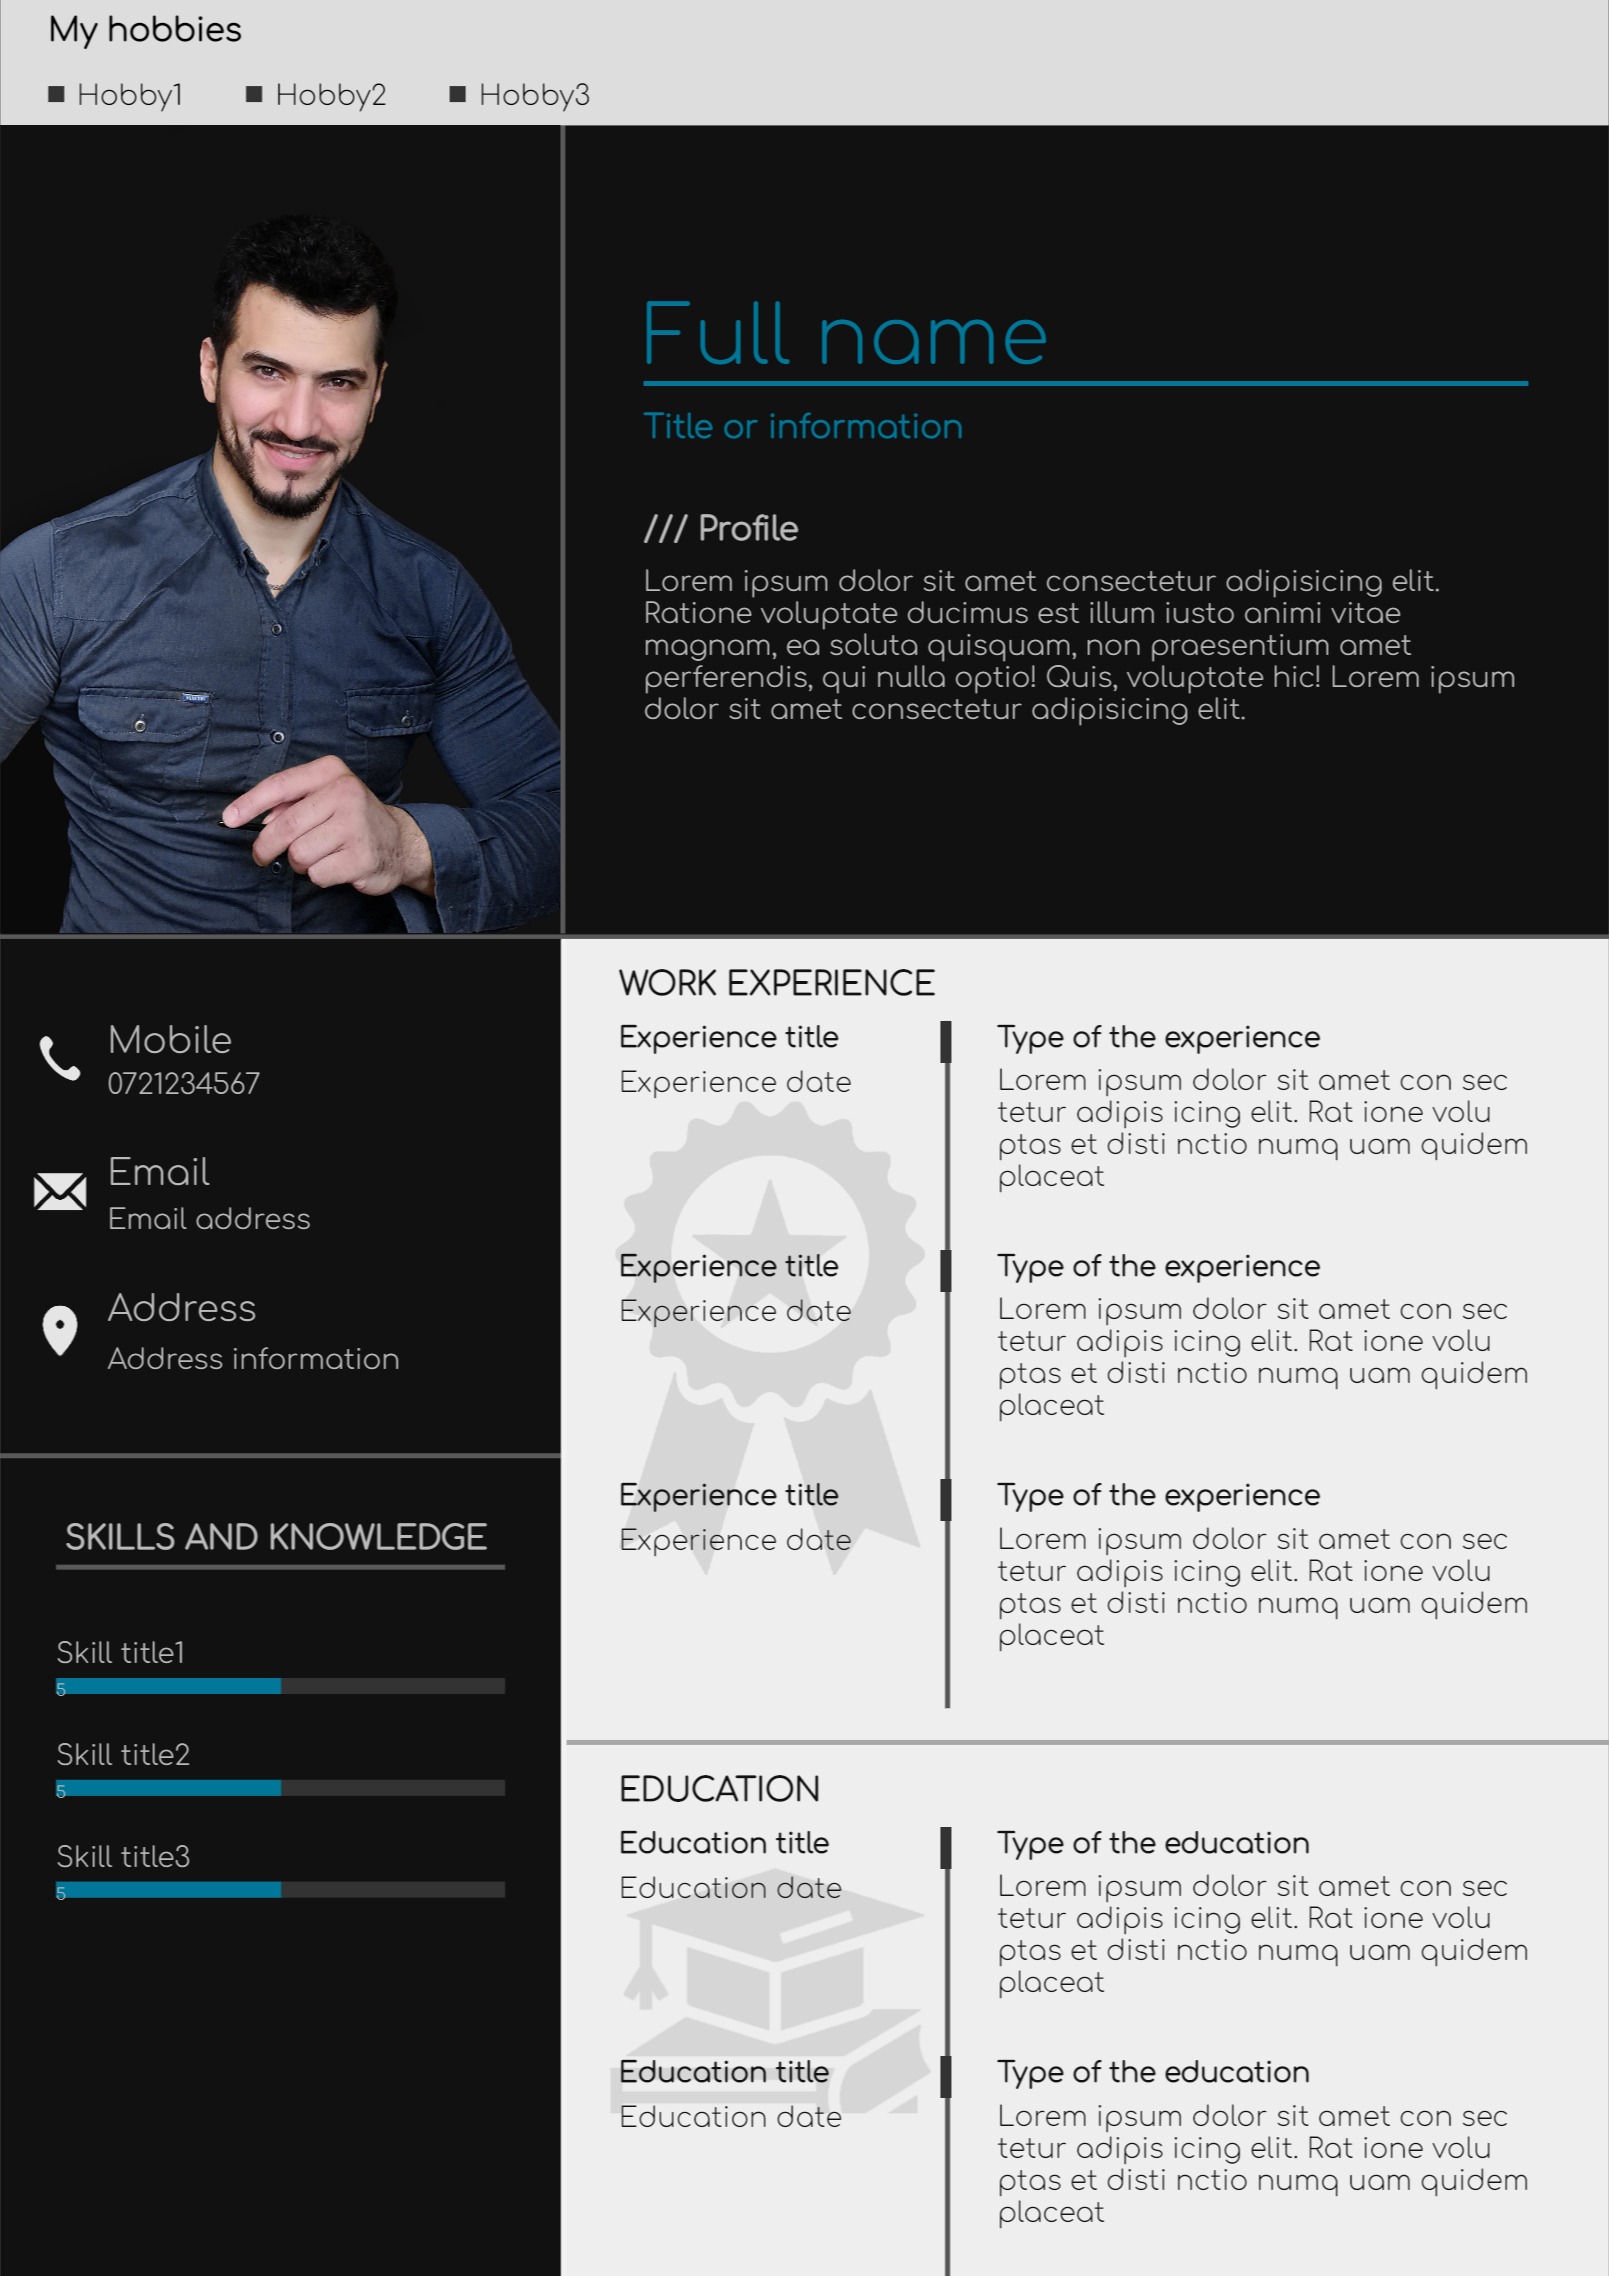 My hobbies
Hobby1 Hobby2 Hobby3
Full name
Title or information
/// Profile
Lorem ipsum dolor sit amet consectetur adipisicing elit.
Ratione voluptate ducimus est illum iusto animi vitae
magnam, ea soluta quisquam, non praesentium amet
perferendis, qui nulla optio! Quis, voluptate hic! Lorem ipsum
dolor sit amet consectetur adipisicing elit.
Mobile
0721234567
Email
Email address
Address
Address information
SKILLS AND KNOWLEDGE
Skill title1
5
Skill title2
5
Skill title3
5
WORK EXPERIENCE
Experience title
Experience date
Type of the experience
Lorem ipsum dolor sit amet con sec
tetur adipis icing elit. Rat ione volu
ptas et disti nctio numq uam quidem
placeat
Experience title
Experience date
Type of the experience
Lorem ipsum dolor sit amet con sec
tetur adipis icing elit. Rat ione volu
ptas et disti nctio numq uam quidem
placeat
Experience title
Experience date
Type of the experience
Lorem ipsum dolor sit amet con sec
tetur adipis icing elit. Rat ione volu
ptas et disti nctio numq uam quidem
placeat
EDUCATION
Education title
Education date
Type of the education
Lorem ipsum dolor sit amet con sec
tetur adipis icing elit. Rat ione volu
ptas et disti nctio numq uam quidem
placeat
Education title
Education date
Type of the education
Lorem ipsum dolor sit amet con sec
tetur adipis icing elit. Rat ione volu
ptas et disti nctio numq uam quidem
placeat